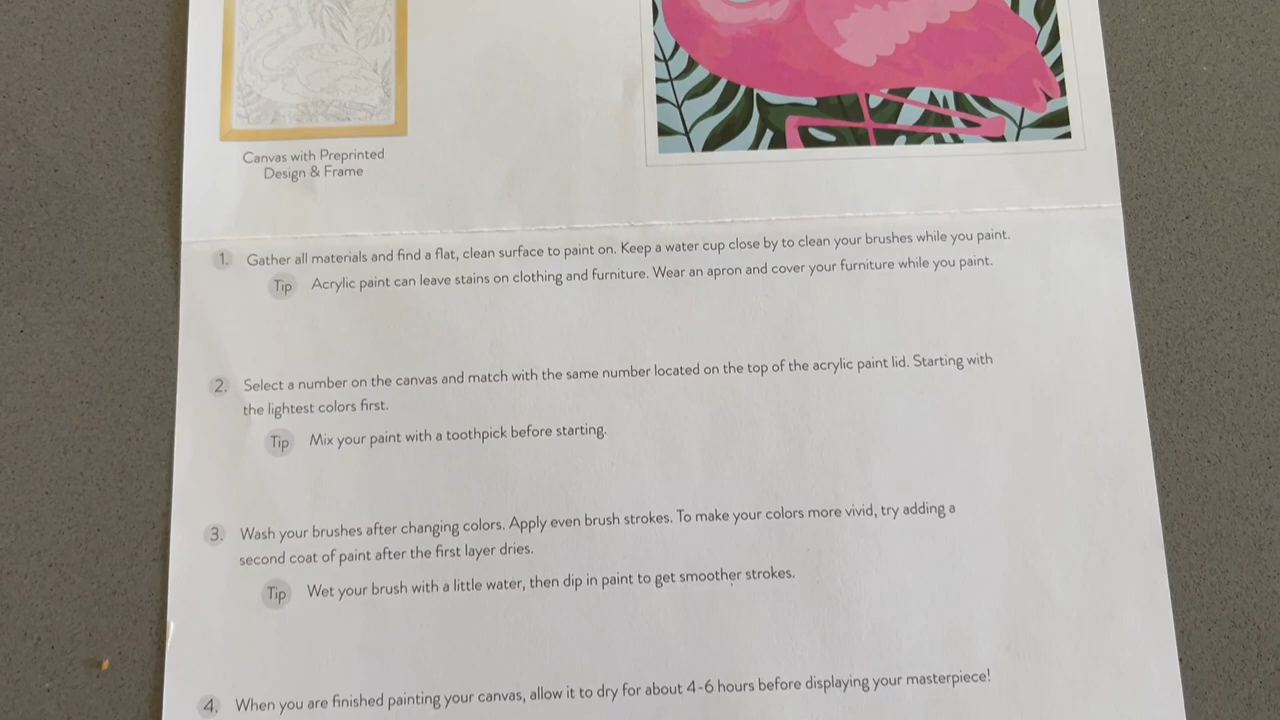 Canvas with Preprinted
Design & Frame
1. Gather all materials and find a flat, clean surface to paint on. Keep a water cup close by to clean your brushes while you paint.
Tip Acrylic paint can leave stains on clothing and furniture. Wear an apron and cover your furniture while you paint.
2. Select a number on the canvas and match with the same number located on the top of the acrylic paint lid. Starting with
the lightest colors first.
Tip Mix your paint with a toothpick before starting.
3. Wash your brushes after changing colors. Apply even brush strokes. To make your colors more vivid, try adding a
second coat of paint after the first layer dries.
Tip Wet your brush with a little water, then dip in paint to get smoother strokes.
4. When you are finished painting your canvas, allow it to dry for about 4-6 hours before displaying your masterpiece!